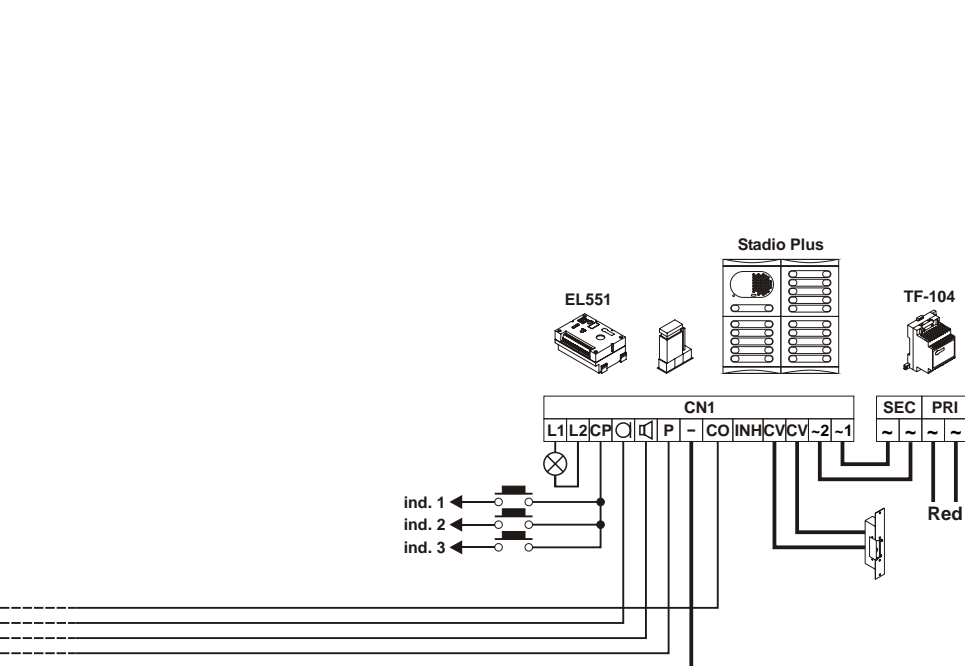 Stadio Plus
EL551
TF-104
CN1
SEC PRI
L1 L2 CP P – CO INH CV CV ~2 ~1 ~ ~ ~ ~
ind. 1
ind. 2
ind. 3
Red